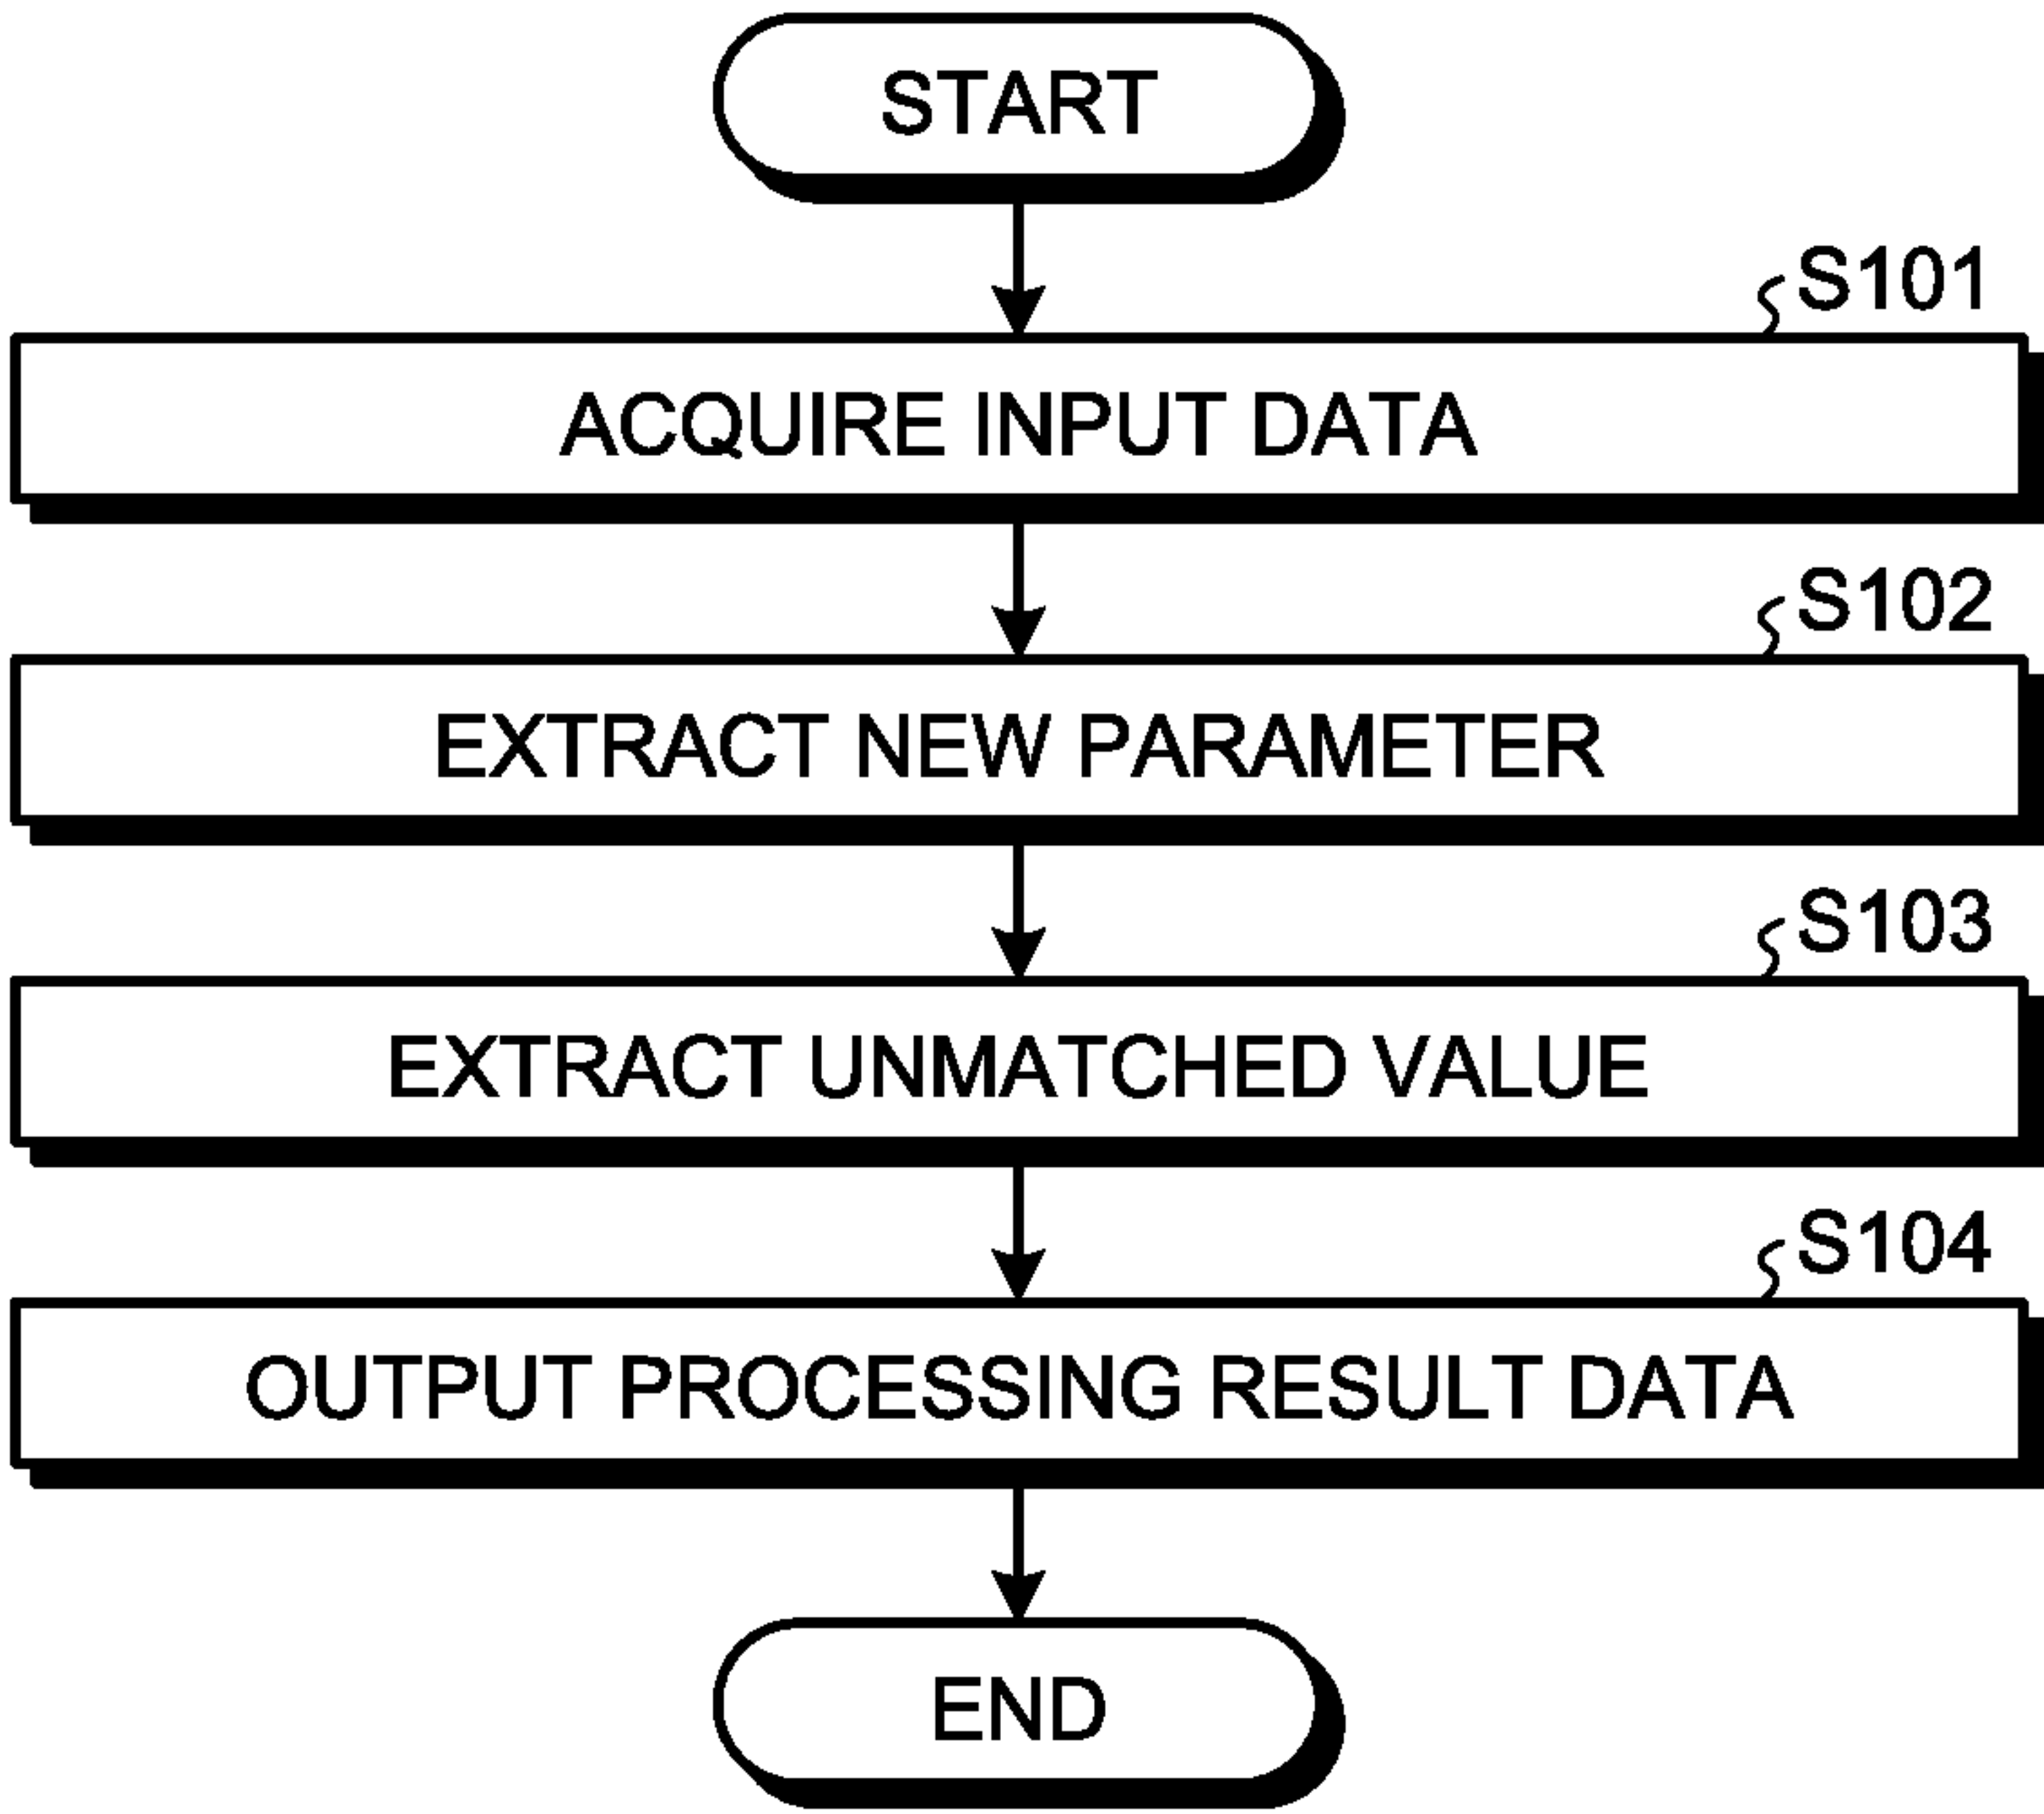 START
S101
ACQUIRE INPUT DATA
S102
EXTRACT NEW PARAMETER
S103
EXTRACT UNMATCHED VALUE
S104
OUTPUT PROCESSING RESULT DATA
END